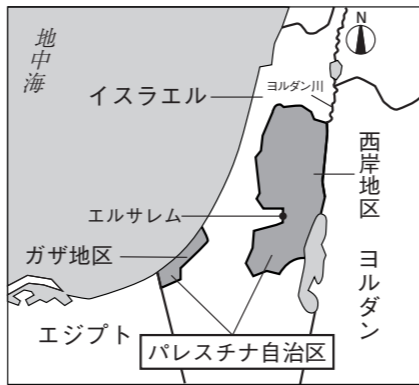 N
地中海
イスラエル
ヨルダン川
西岸地区
エルサレム
ガザ地区
ヨルダン
エジプト
パレスチナ自治区